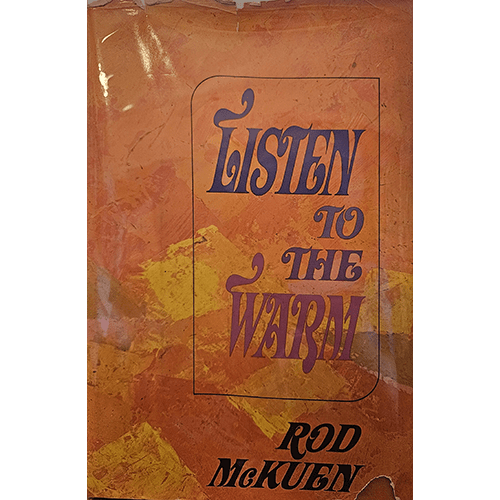 LISTEN
TO
THE
WARM
ROD
McKUEN